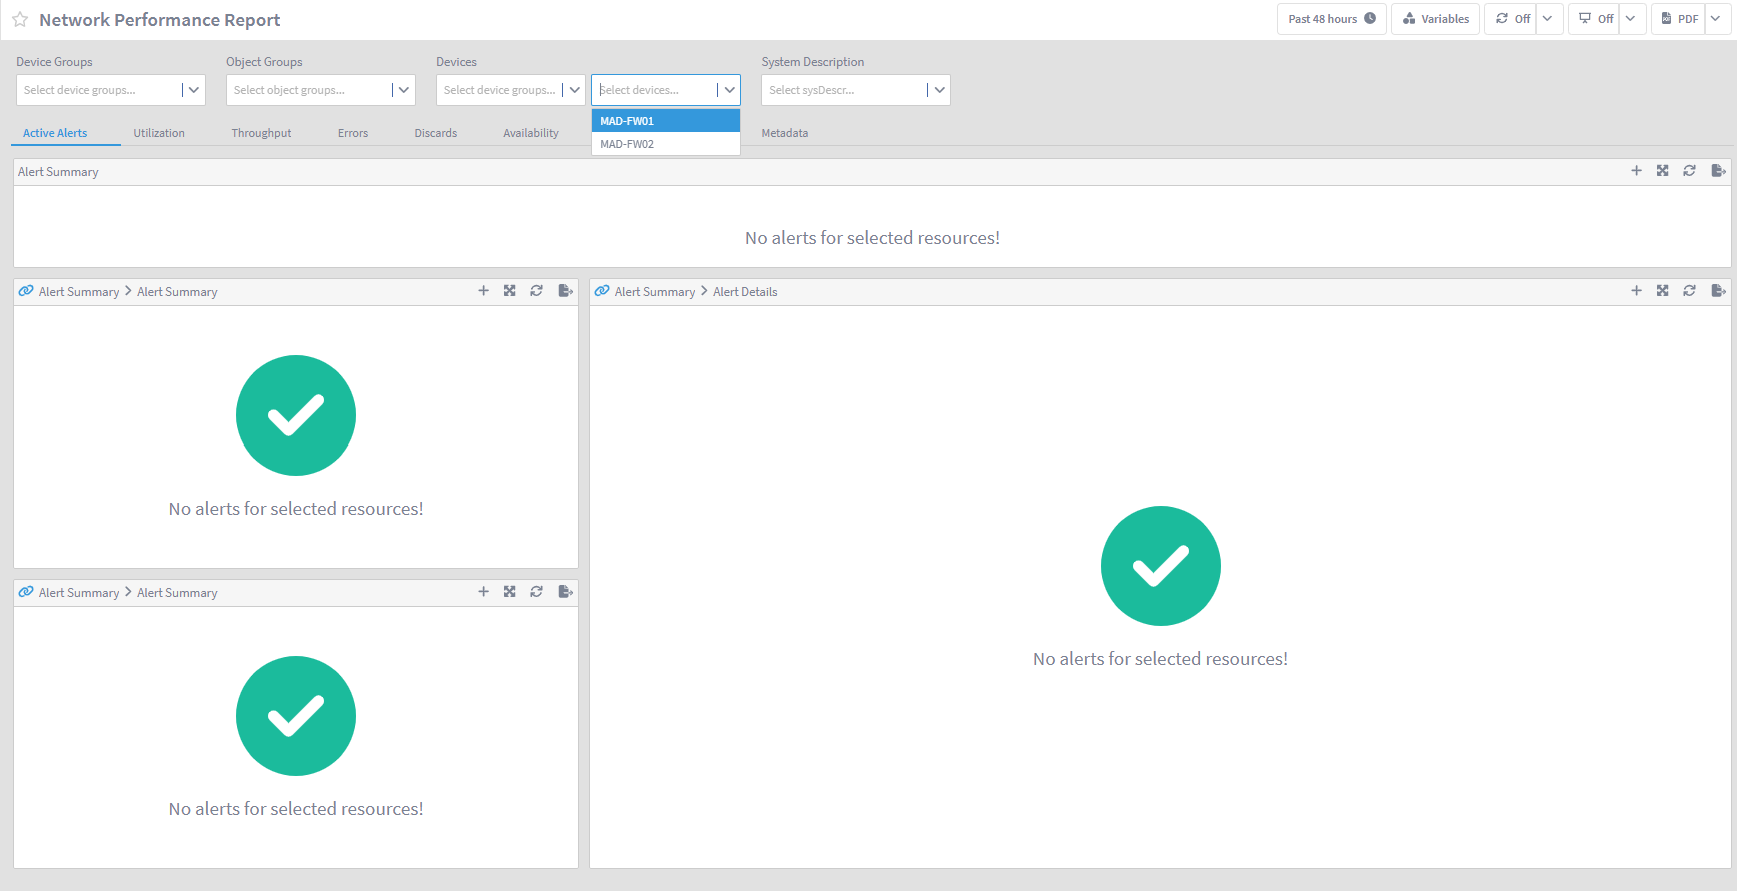 Network Performance Report
Past 48 hours
Variables
Off
Off
PDF
Device Groups
Object Groups
Devices
System Description
Select device groups...
Select object groups...
Select device groups...
Select devices...
Select sysDescr...
MAD-FW01
MAD-FW02
Active Alerts
Utilization
Throughput
Errors
Discards
Availability
Metadata
Alert Summary
No alerts for selected resources!
Alert Summary > Alert Summary
No alerts for selected resources!
Alert Summary > Alert Details
No alerts for selected resources!
Alert Summary > Alert Summary
No alerts for selected resources!